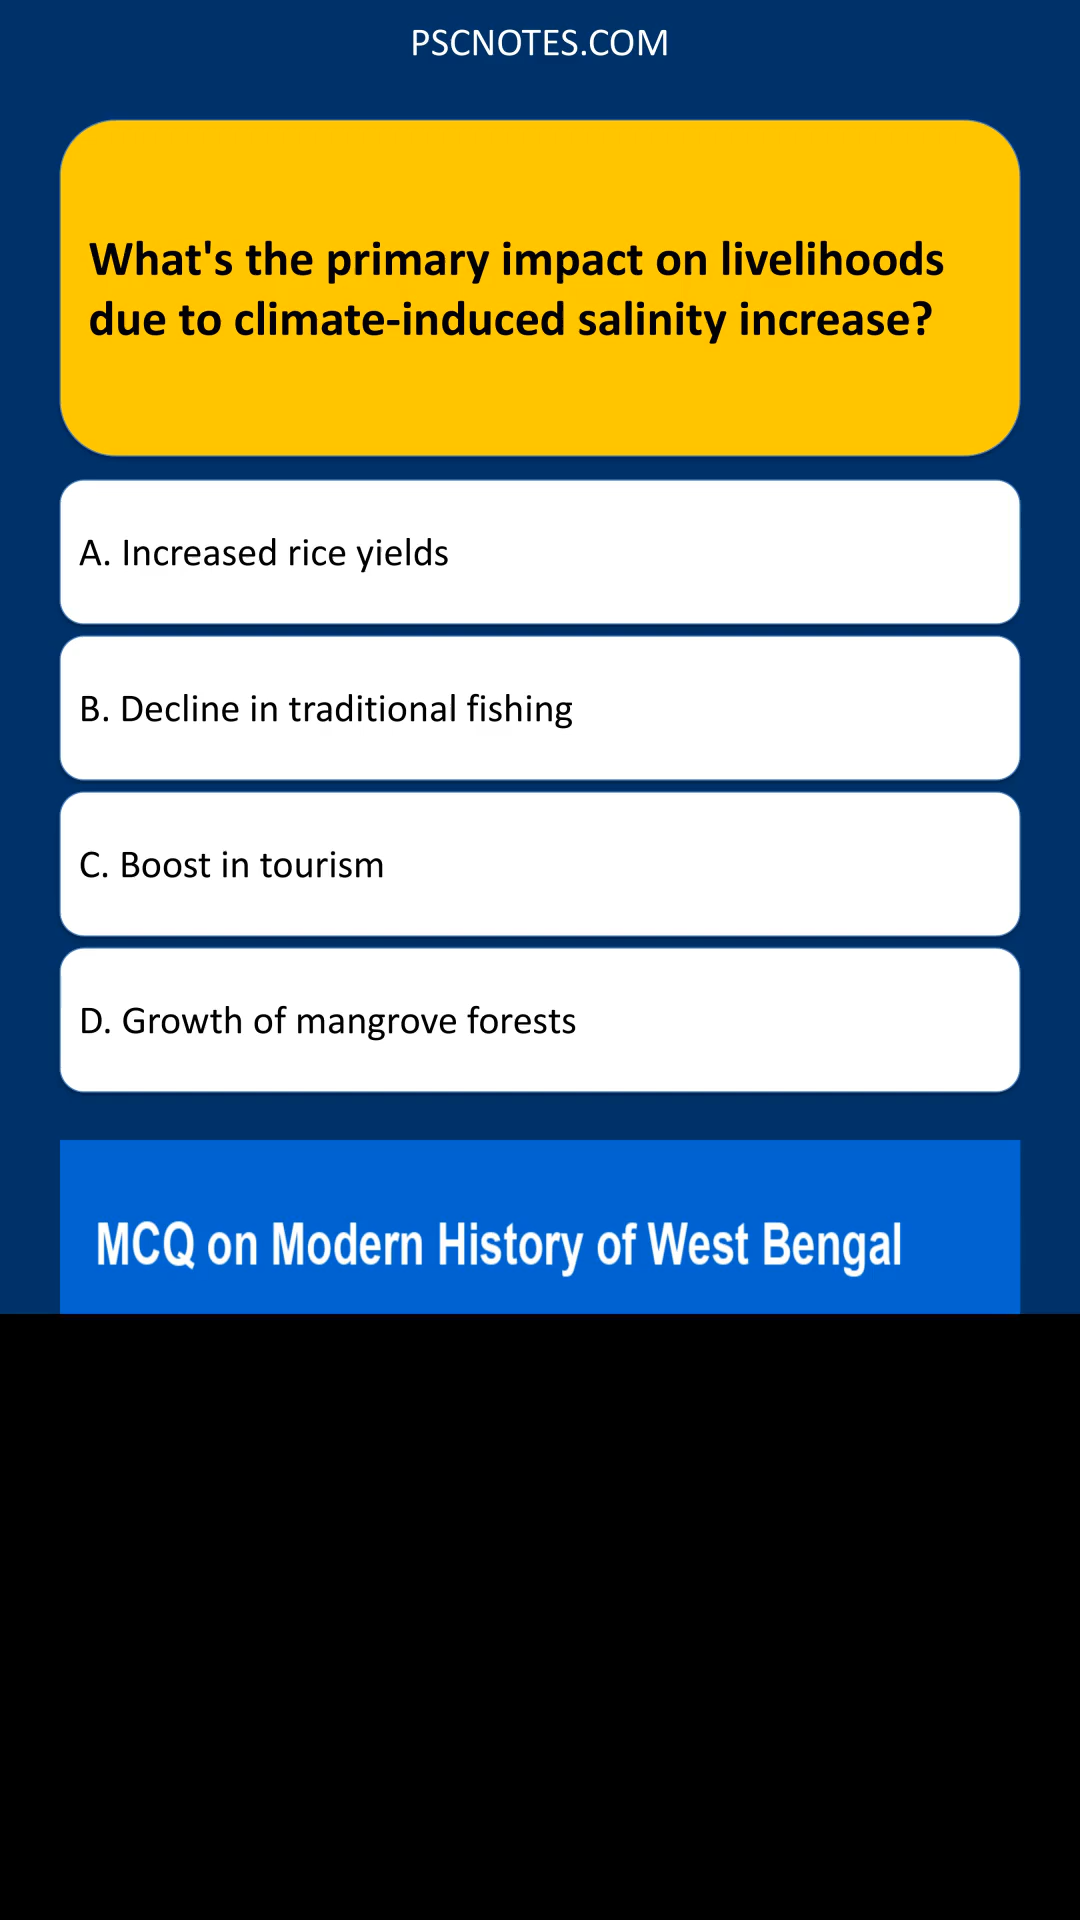 PSCNOTES.COM
What's the primary impact on livelihoods
due to climate-induced salinity increase?
A. Increased rice yields
B. Decline in traditional fishing
C. Boost in tourism
D. Growth of mangrove forests
MCQ on Modern History of West Bengal